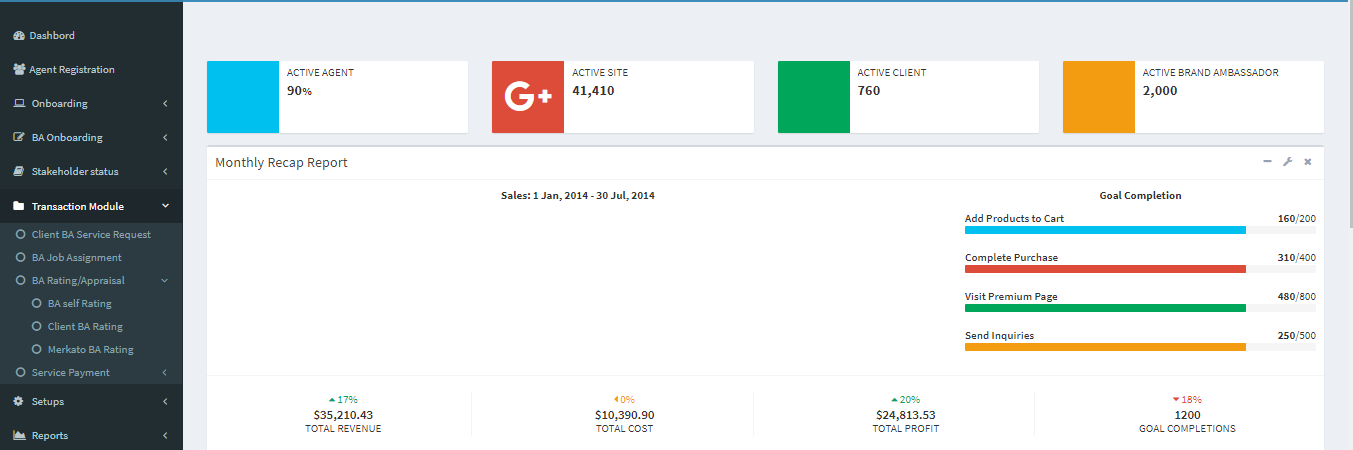 Dashbord
Agent Registration
Onboarding
BA Onboarding
Stakeholder status
Transaction Module
Client BA Service Request
BA Job Assignment
BA Rating/Appraisal
BA self Rating
Client BA Rating
Merkato BA Rating
Service Payment
Setups
Reports
ACTIVE AGENT
90%
G+
ACTIVE SITE
41,410
ACTIVE CLIENT
760
ACTIVE BRAND AMBASSADOR
2,000
Monthly Recap Report
Sales: 1 Jan, 2014 - 30 Jul, 2014
Goal Completion
Add Products to Cart 160/200
Complete Purchase 310/400
Visit Premium Page 480/800
Send Inquiries 250/500
17%
$35,210.43
TOTAL REVENUE
0%
$10,390.90
TOTAL COST
20%
$24,813.53
TOTAL PROFIT
18%
1200
GOAL COMPLETIONS